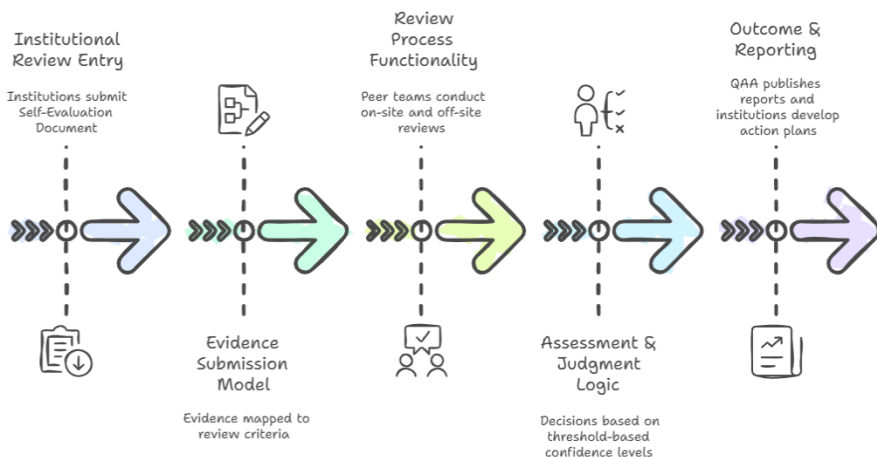 Institutional
Review Entry
Institutions submit
Self-Evaluation
Document
Evidence
Submission
Model
Evidence mapped to
review criteria
Review
Process
Functionality
Peer teams conduct
on-site and off-site
reviews
Assessment &
Judgment
Logic
Decisions based on
threshold-based
confidence levels
Outcome &
Reporting
QAA publishes
reports and
institutions develop
action plans